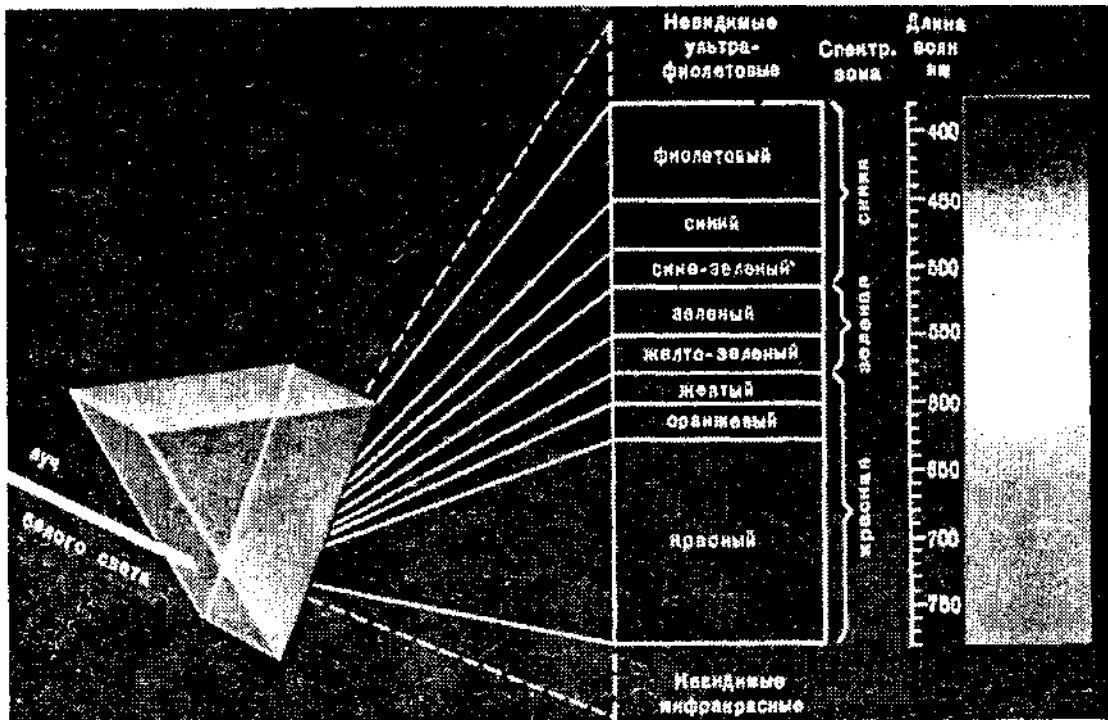 Невидимые
ультра-
фиолетовые
Спектр.
зона
Длина
волн
нм
фиолетовый
синий
сине-зеленый
зеленый
желто-зеленый
желтый
оранжевый
красный
синяя
зеленая
красная
400
450
500
550
600
650
700
750
луч
белого света
Невидимые
инфракрасные